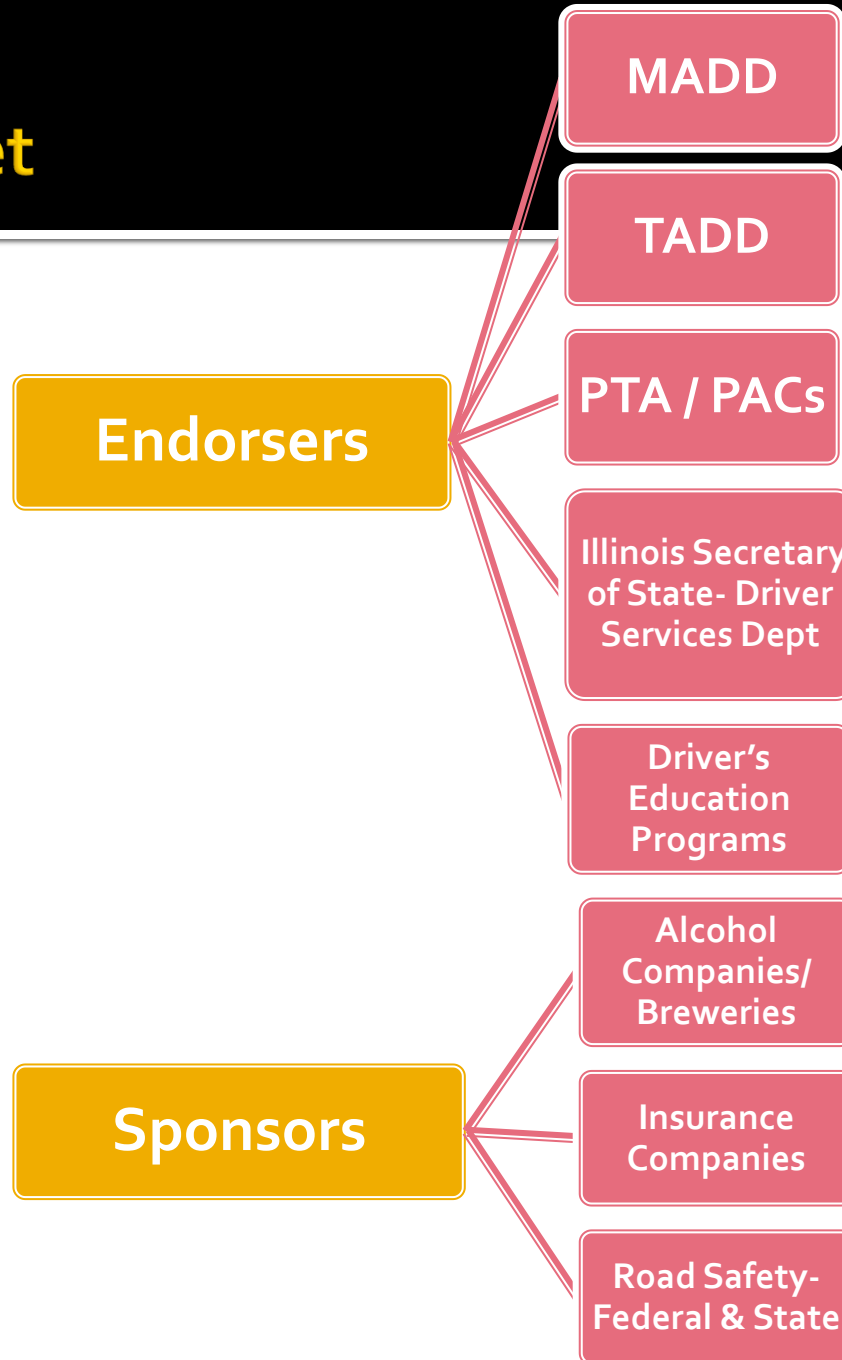 MADD
TADD
Endorsers
PTA / PACs
Illinois Secretary
of State- Driver
Services Dept
Driver’s
Education
Programs
Sponsors
Alcohol
Companies/
Breweries
Insurance
Companies
Road Safety-
Federal & State